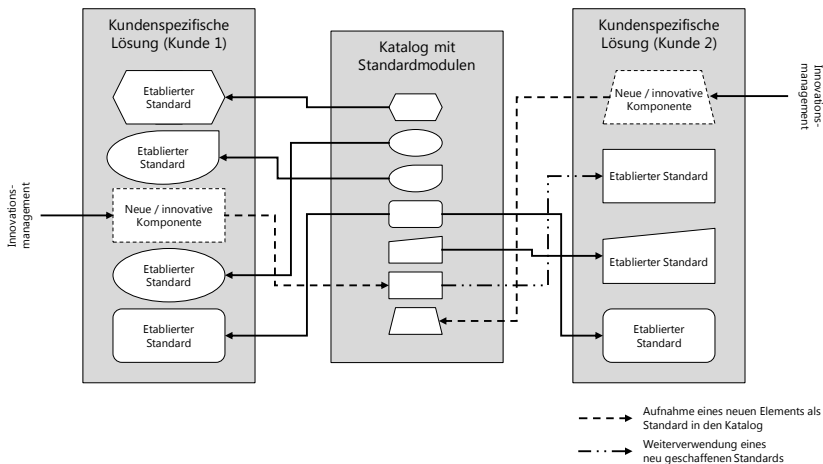 Kundenspezifische
Lösung (Kunde 1)
Etablierter
Standard
Etablierter
Standard
Neue / innovative
Komponente
Etablierter
Standard
Etablierter
Standard
Innovations-
management
Katalog mit
Standardmodulen
Kundenspezifische
Lösung (Kunde 2)
Neue / innovative
Komponente
Etablierter Standard
Etablierter Standard
Etablierter
Standard
Innovations-
management
Aufnahme eines neuen Elements als
Standard in den Katalog
Weiterverwendung eines
neu geschaffenen Standards